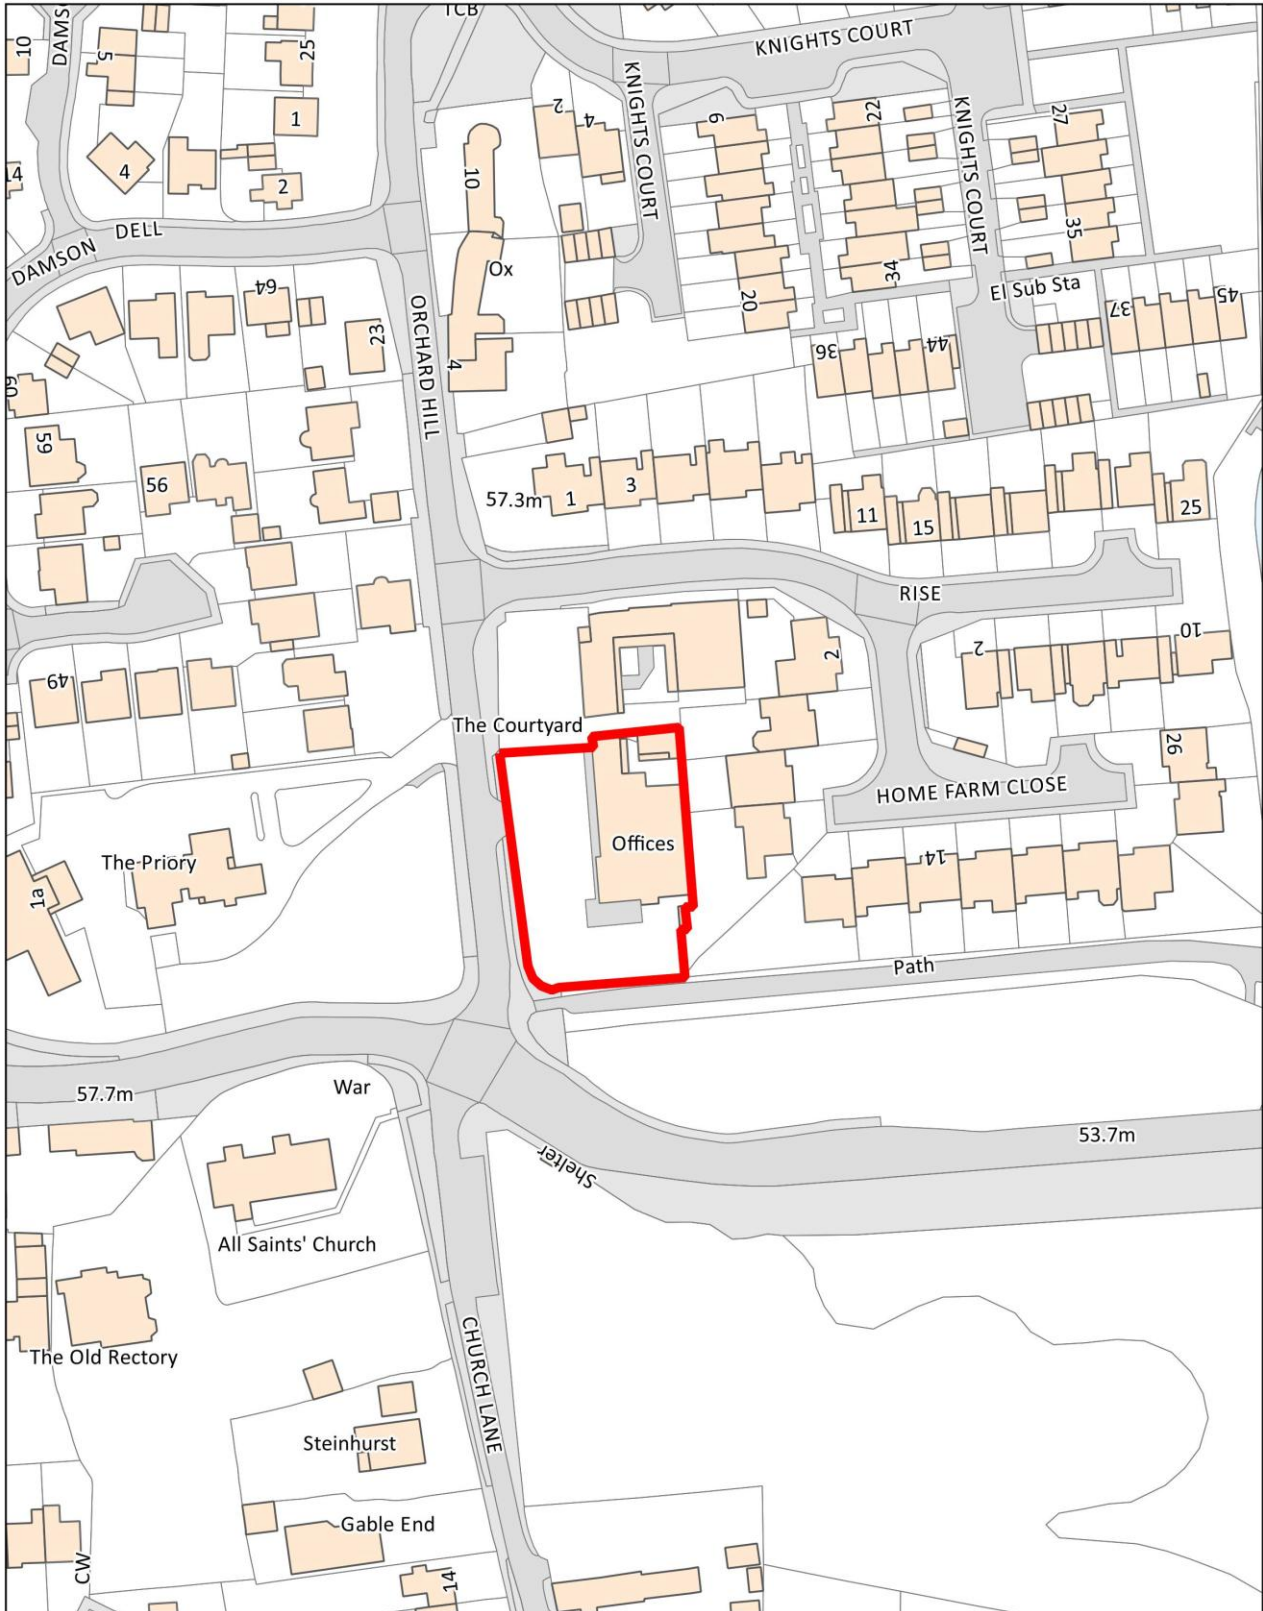 TCB
KNIGHTS COURT
10
DAMS
5
25
1
4
14
2
DAMSON DELL
2
4
KNIGHTS COURT
6
22
KNIGHTS COURT
27
10
Ox
20
34
35
El Sub Sta
64
23
ORCHARD HILL
4
36
44
37
45
59
56
57.3m
1
3
11
15
25
RISE
49
2
2
10
The Courtyard
26
HOME FARM CLOSE
The Priory
Offices
14
1a
Path
57.7m
War
Shelter
53.7m
All Saints' Church
The Old Rectory
CHURCH LANE
Steinhurst
Gable End
CW
14